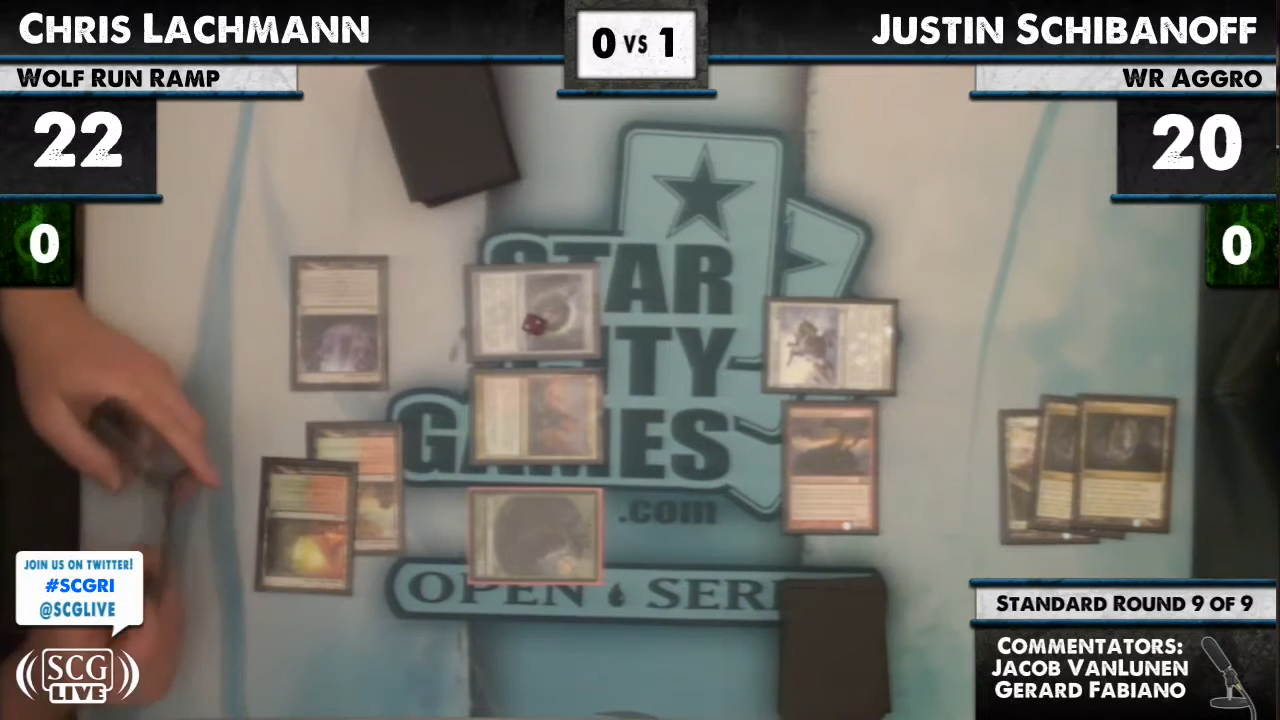 CHRIS LACHMANN
0 VS 1
JUSTIN SCHIBANOFF
WOLF RUN RAMP
WR AGGRO
22
20
0
0
STAR
CITY
GAMES
.com
OPEN SERI
JOIN US ON TWITTER!
#SCGRI
@SCGLIVE
SCG
LIVE
STANDARD ROUND 9 OF 9
COMMENTATORS:
JACOB VANLUNEN
GERARD FABIANO